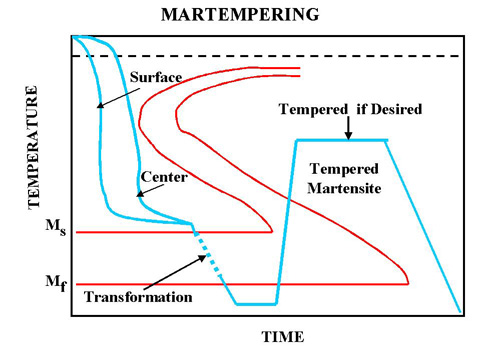 MARTEMPERING
TEMPERATURE
Surface
Center
Tempered if Desired
Tempered
Martensite
Ms
Mf
Transformation
TIME